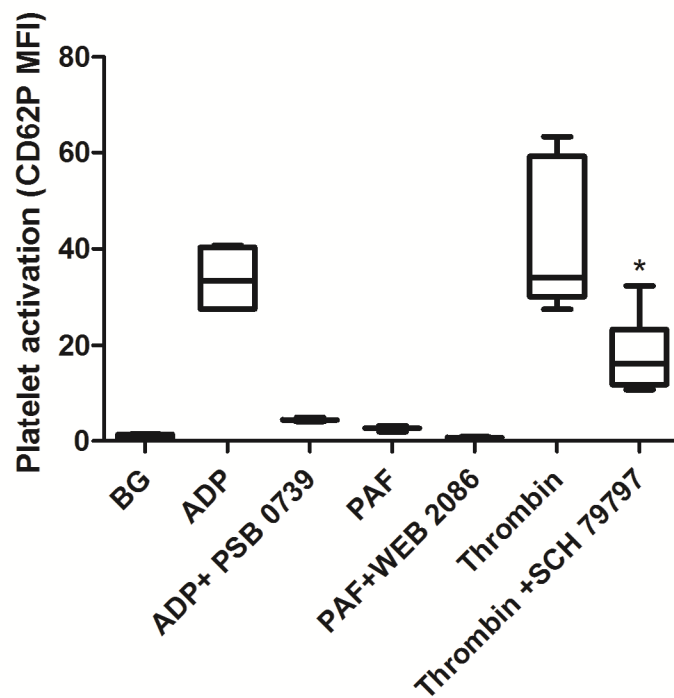 Platelet activation (CD62P MFI)
80
60
40
20
0
*
BG
ADP
ADP+ PSB 0739
PAF
PAF+WEB 2086
Thrombin
Thrombin +SCH 79797